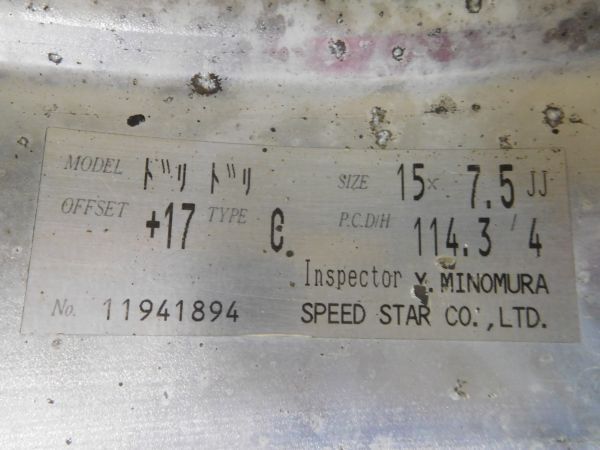 MODEL ドリドリ SIZE 15× 7.5 JJ
OFFSET +17 TYPE C P.C.D/H 114.3 / 4
Inspector Y. MINOMURA
No. 11941894 SPEED STAR CO.,LTD.